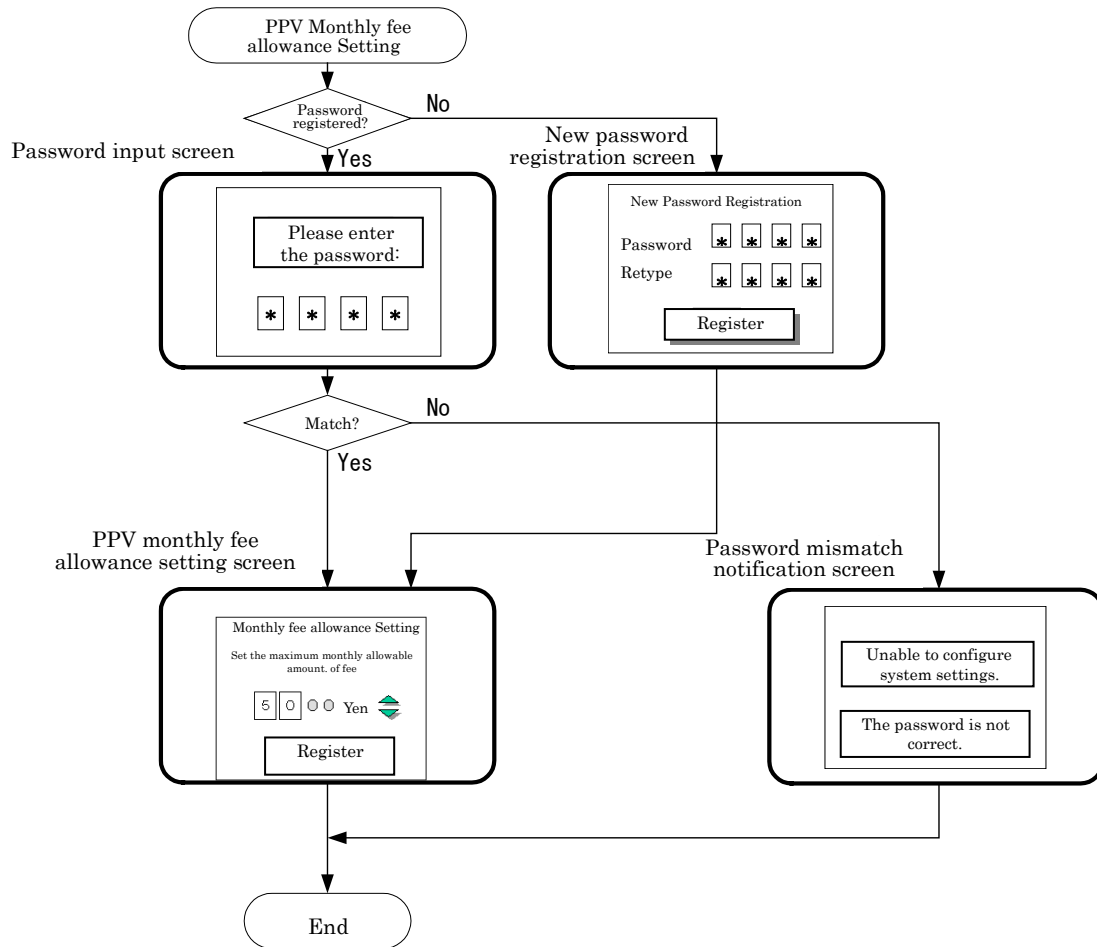 PPV Monthly fee
allowance Setting
Password
registered?
No
Yes
Password input screen
New password
registration screen
Please enter
the password:
* * * *
New Password Registration
Password * * * *
Retype * * * *
Register
Match?
No
Yes
PPV monthly fee
allowance setting screen
Password mismatch
notification screen
Monthly fee allowance Setting
Set the maximum monthly allowable
amount. of fee
5 0 0 0 Yen
Register
Unable to configure
system settings.
The password is not
correct.
End